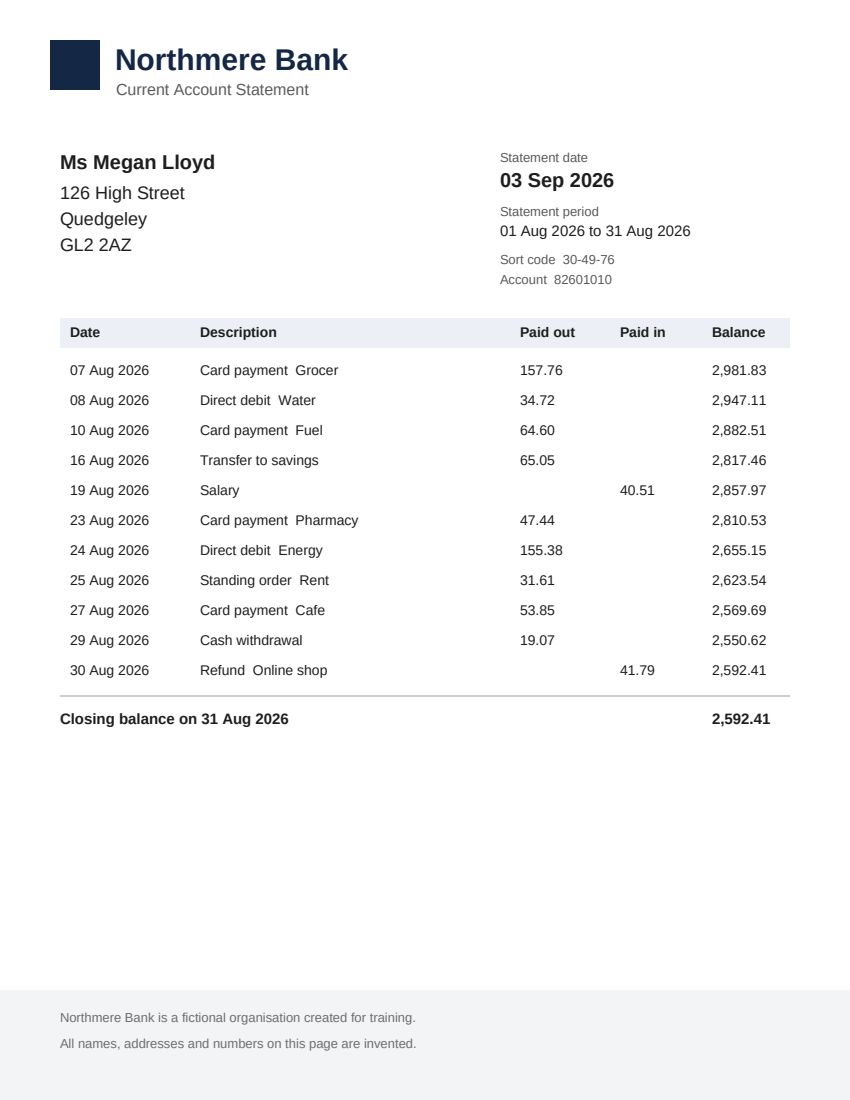 Northmere Bank
Current Account Statement
Ms Megan Lloyd
126 High Street
Quedgeley
GL2 2AZ
Statement date
03 Sep 2026
Statement period
01 Aug 2026 to 31 Aug 2026
Sort code 30-49-76
Account 82601010
Date Description Paid out Paid in Balance
07 Aug 2026 Card payment Grocer 157.76 2,981.83
08 Aug 2026 Direct debit Water 34.72 2,947.11
10 Aug 2026 Card payment Fuel 64.60 2,882.51
16 Aug 2026 Transfer to savings 65.05 2,817.46
19 Aug 2026 Salary 40.51 2,857.97
23 Aug 2026 Card payment Pharmacy 47.44 2,810.53
24 Aug 2026 Direct debit Energy 155.38 2,655.15
25 Aug 2026 Standing order Rent 31.61 2,623.54
27 Aug 2026 Card payment Cafe 53.85 2,569.69
29 Aug 2026 Cash withdrawal 19.07 2,550.62
30 Aug 2026 Refund Online shop 41.79 2,592.41
Closing balance on 31 Aug 2026 2,592.41
Northmere Bank is a fictional organisation created for training.
All names, addresses and numbers on this page are invented.